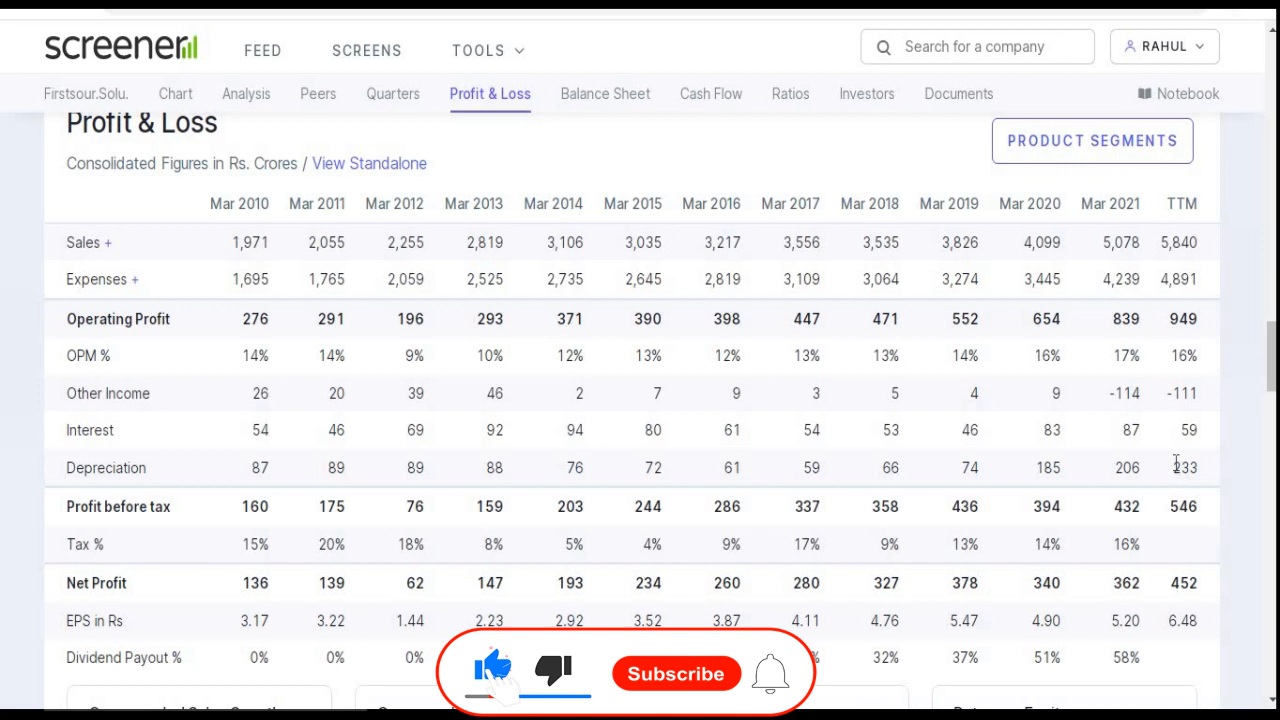 screener FEED SCREENS TOOLS Search for a company RAHUL
Firstsour.Solu. Chart Analysis Peers Quarters Profit & Loss Balance Sheet Cash Flow Ratios Investors Documents Notebook
Profit & Loss
PRODUCT SEGMENTS
Consolidated Figures in Rs. Crores / View Standalone
Mar 2010 Mar 2011 Mar 2012 Mar 2013 Mar 2014 Mar 2015 Mar 2016 Mar 2017 Mar 2018 Mar 2019 Mar 2020 Mar 2021 TTM
Sales + 1,971 2,055 2,255 2,819 3,106 3,035 3,217 3,556 3,535 3,826 4,099 5,078 5,840
Expenses + 1,695 1,765 2,059 2,525 2,735 2,645 2,819 3,109 3,064 3,274 3,445 4,239 4,891
Operating Profit 276 291 196 293 371 390 398 447 471 552 654 839 949
OPM % 14% 14% 9% 10% 12% 13% 12% 13% 13% 14% 16% 17% 16%
Other Income 26 20 39 46 2 7 9 3 5 4 9 -114 -111
Interest 54 46 69 92 94 80 61 54 53 46 83 87 59
Depreciation 87 89 89 88 76 72 61 59 66 74 185 206 233
Profit before tax 160 175 76 159 203 244 286 337 358 436 394 432 546
Tax % 15% 20% 18% 8% 5% 4% 9% 17% 9% 13% 14% 16%
Net Profit 136 139 62 147 193 234 260 280 327 378 340 362 452
EPS in Rs 3.17 3.22 1.44 2.23 2.92 3.52 3.87 4.11 4.76 5.47 4.90 5.20 6.48
Dividend Payout % 0% 0% 0% 32% 37% 51% 58%
Subscribe